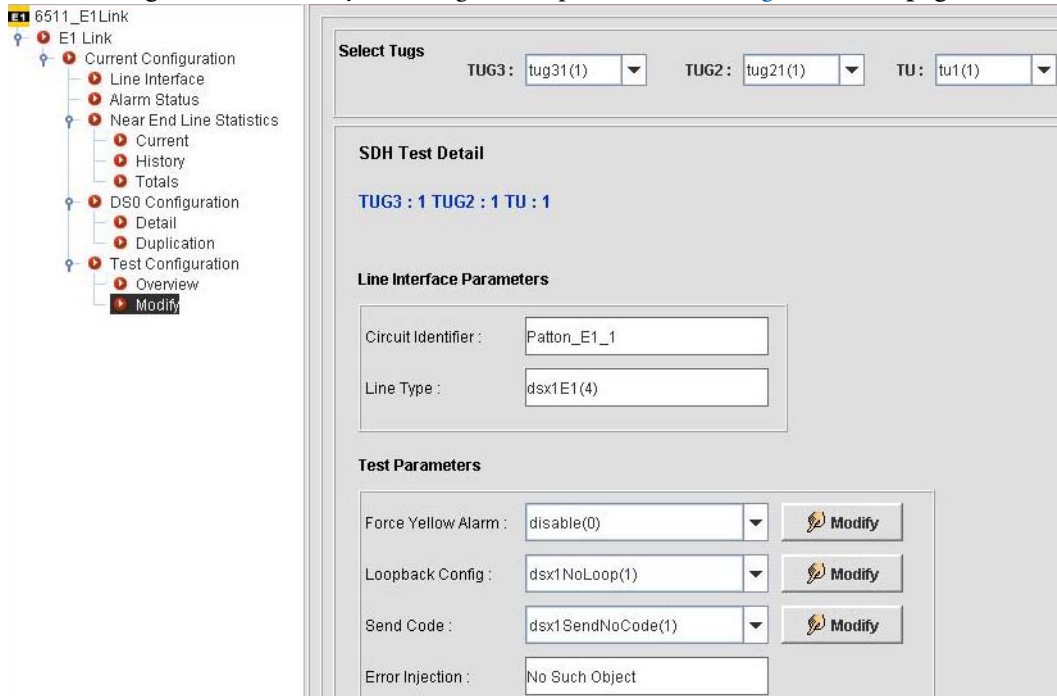 E1 6511_E1Link
E1 Link
Current Configuration
Line Interface
Alarm Status
Near End Line Statistics
Current
History
Totals
DS0 Configuration
Detail
Duplication
Test Configuration
Overview
Modify
Select Tugs
TUG3 : tug31(1) TUG2 : tug21(1) TU : tu1(1)
SDH Test Detail
TUG3 : 1 TUG2 : 1 TU : 1
Line Interface Parameters
Circuit Identifier : Patton_E1_1
Line Type : dsx1E1(4)
Test Parameters
Force Yellow Alarm : disable(0) Modify
Loopback Config : dsx1NoLoop(1) Modify
Send Code : dsx1SendNoCode(1) Modify
Error Injection : No Such Object